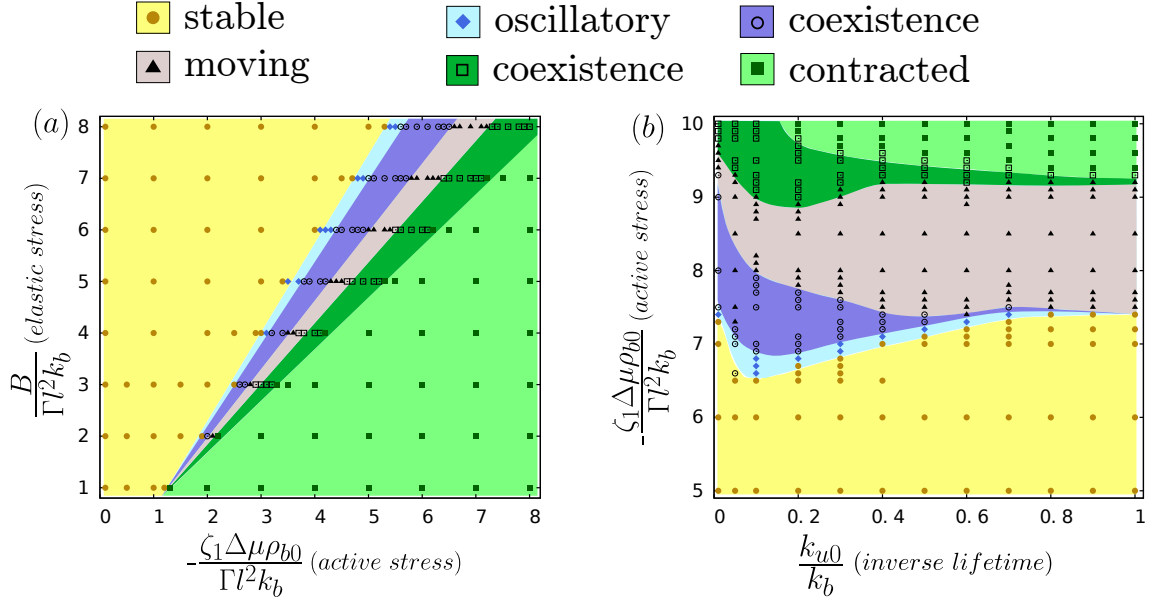 stable oscillatory coexistence
moving coexistence contracted
(a)
B/Γl²k_b (elastic stress)
8
7
6
5
4
3
2
1
0 1 2 3 4 5 6 7 8
-ζ₁Δμρ_b0/Γl²k_b (active stress)
(b)
-ζ₁Δμρ_b0/Γl²k_b (active stress)
10
9
8
7
6
5
0 0.2 0.4 0.6 0.8 1
k_u0/k_b (inverse lifetime)